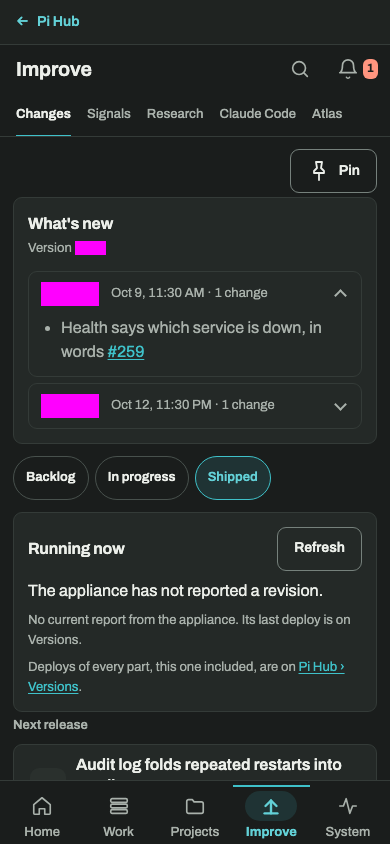 Pi Hub
Improve
1
Changes Signals Research Claude Code Atlas
Pin
What's new
Version
Oct 9, 11:30 AM · 1 change
• Health says which service is down, in
words #259
Oct 12, 11:30 PM · 1 change
Backlog In progress Shipped
Running now
Refresh
The appliance has not reported a revision.
No current report from the appliance. Its last deploy is on
Versions.
Deploys of every part, this one included, are on Pi Hub ›
Versions.
Next release
Audit log folds repeated restarts into
Home Work Projects Improve System